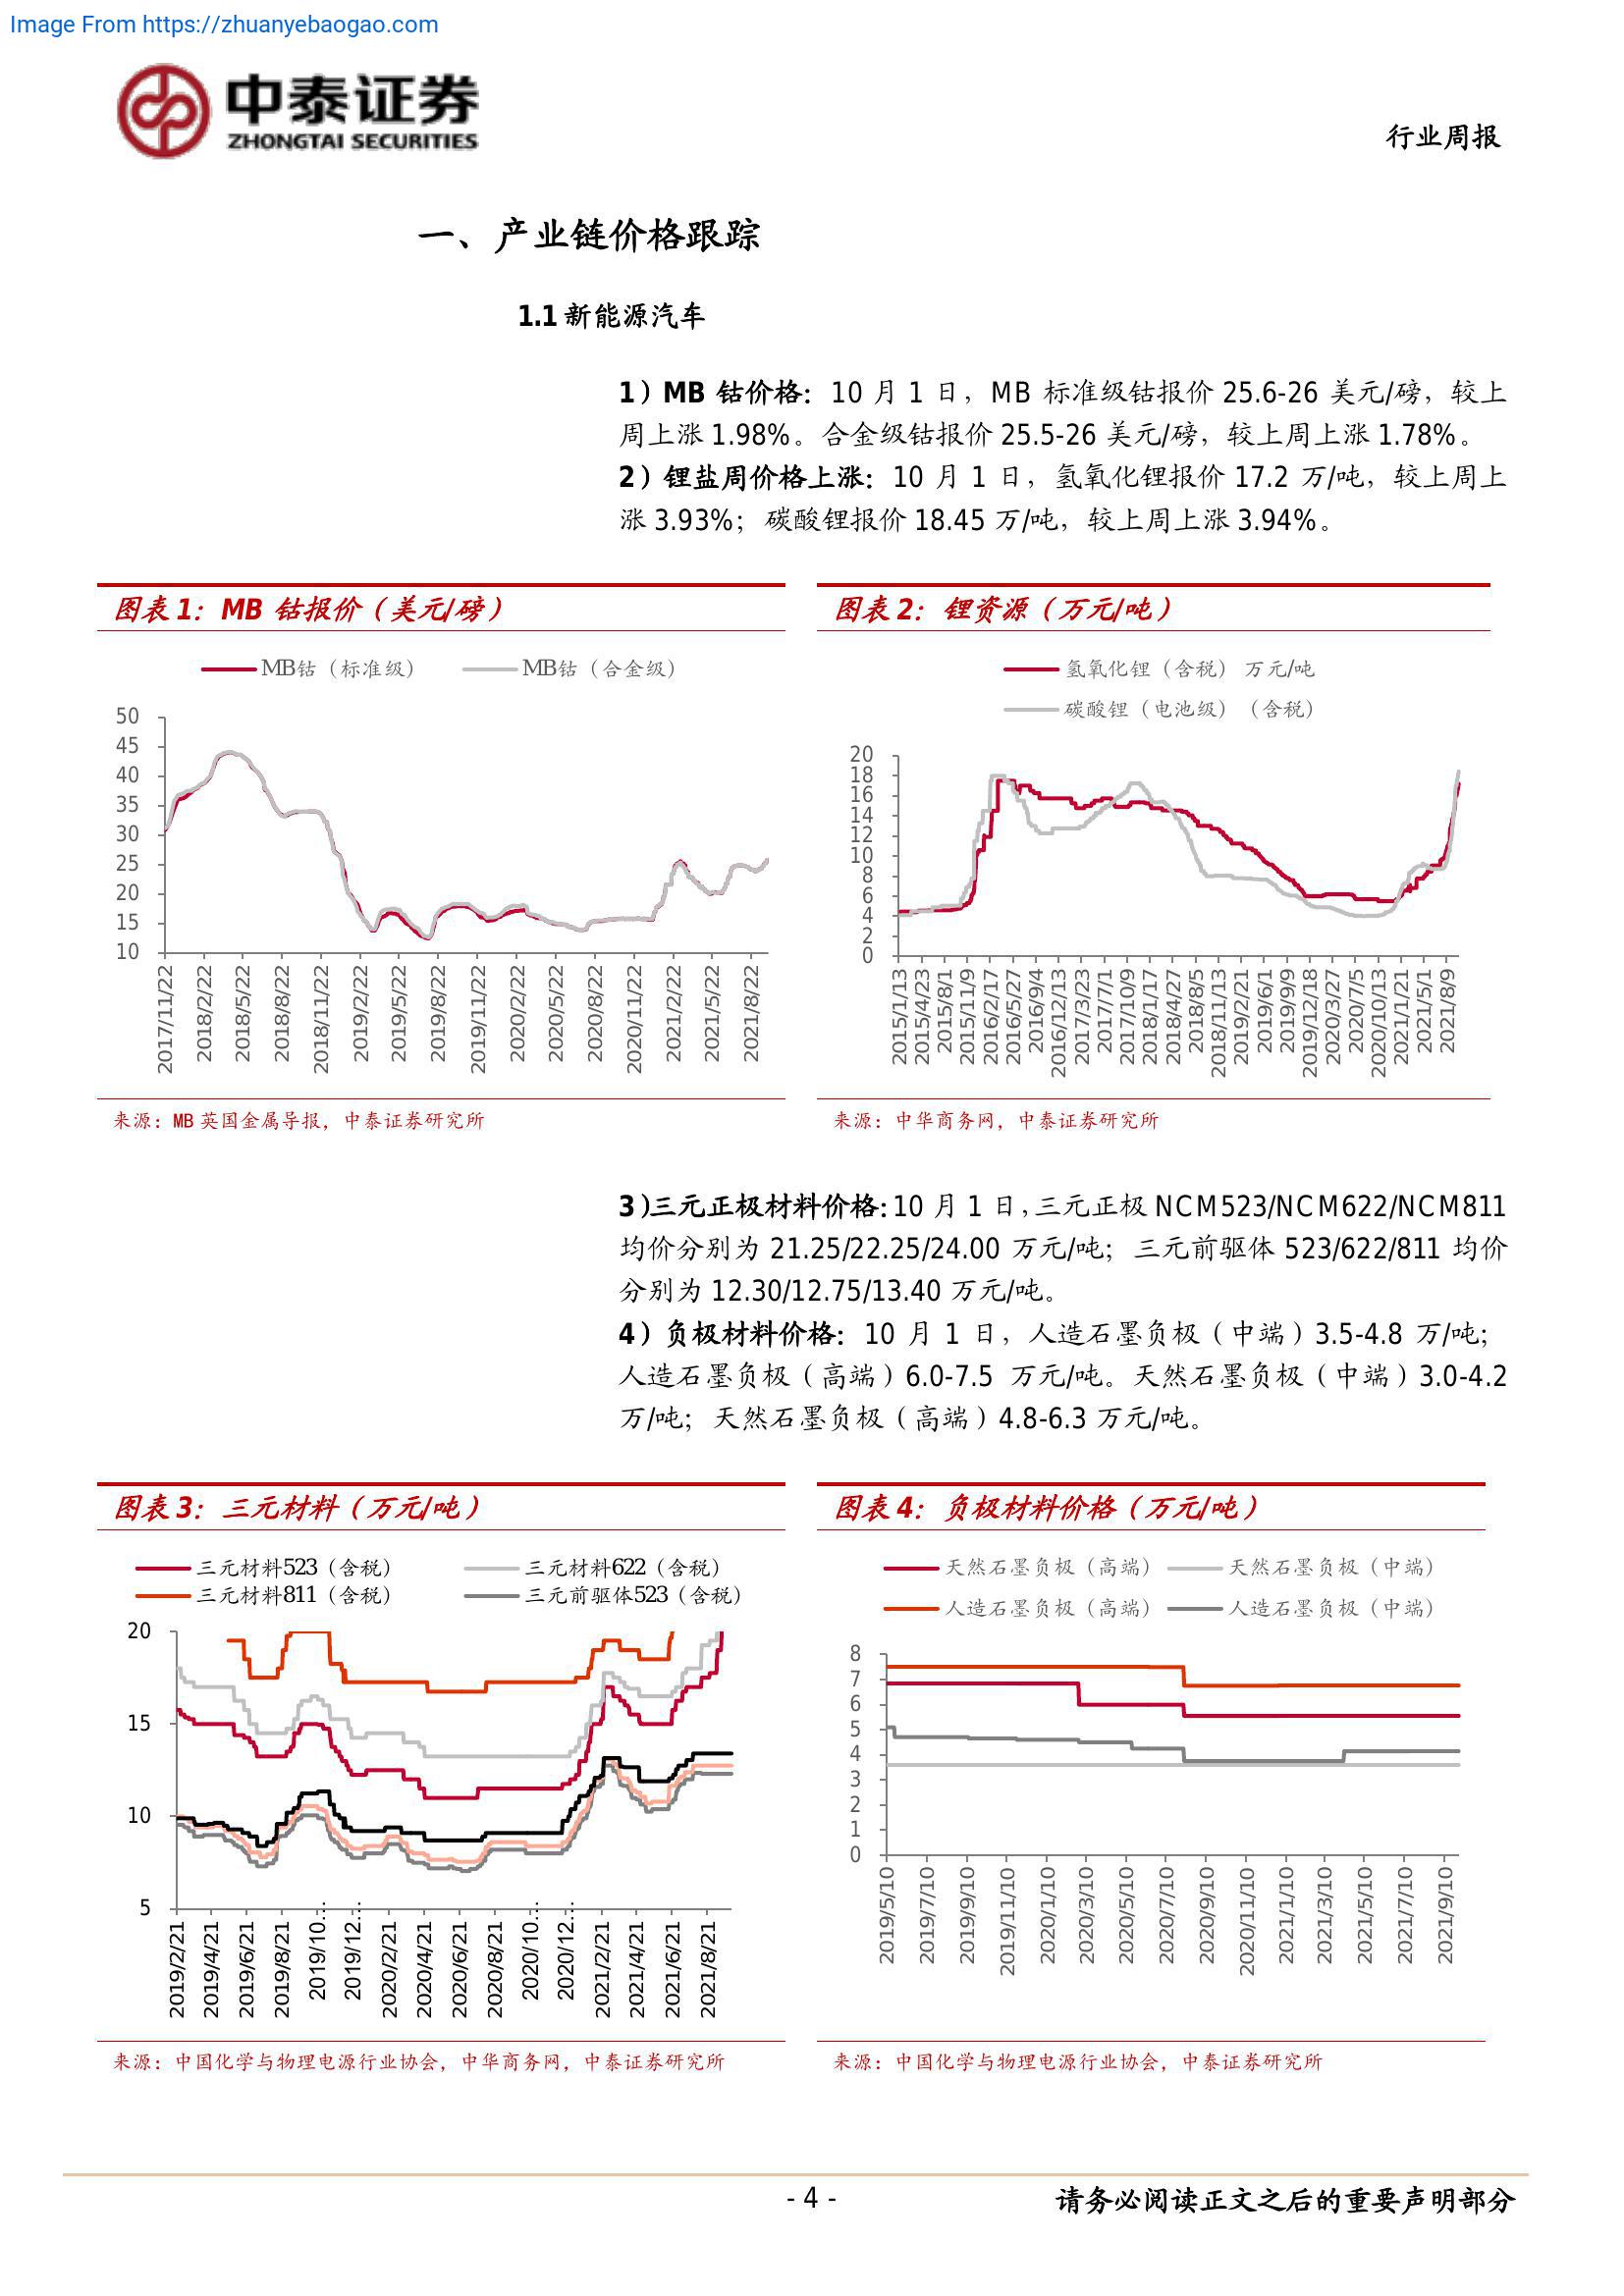 Image From https://zhuanyebaogao.com
中泰证券
ZHONGTAI SECURITIES
行业周报
一、产业链价格跟踪
1.1 新能源汽车
1）MB 钴价格：10 月 1 日，MB 标准级钴报价 25.6-26 美元/磅，较上
周上涨 1.98%。合金级钴报价 25.5-26 美元/磅，较上周上涨 1.78%。
2）锂盐周价格上涨：10 月 1 日，氢氧化锂报价 17.2 万/吨，较上周上
涨 3.93%；碳酸锂报价 18.45 万/吨，较上周上涨 3.94%。
图表 1：MB 钴报价（美元/磅）
MB钴（标准级） MB钴（合金级）
50
45
40
35
30
25
20
15
10
2017/11/22 2018/2/22 2018/5/22 2018/8/22 2018/11/22 2019/2/22 2019/5/22 2019/8/22 2019/11/22 2020/2/22 2020/5/22 2020/8/22 2020/11/22 2021/2/22 2021/5/22 2021/8/22
来源：MB 英国金属导报，中泰证券研究所
图表 2：锂资源（万元/吨）
氢氧化锂（含税） 万元/吨
碳酸锂（电池级）（含税）
20
18
16
14
12
10
8
6
4
2
0
2015/1/13 2015/4/23 2015/8/1 2015/11/9 2016/2/17 2016/5/27 2016/9/4 2016/12/13 2017/3/23 2017/7/1 2017/10/9 2018/1/17 2018/4/27 2018/8/5 2018/11/13 2019/2/21 2019/6/1 2019/9/9 2019/12/18 2020/3/27 2020/7/5 2020/10/13 2021/1/21 2021/5/1 2021/8/9
来源：中华商务网，中泰证券研究所
3）三元正极材料价格：10 月 1 日，三元正极 NCM523/NCM622/NCM811
均价分别为 21.25/22.25/24.00 万元/吨；三元前驱体 523/622/811 均价
分别为 12.30/12.75/13.40 万元/吨。
4）负极材料价格：10 月 1 日，人造石墨负极（中端）3.5-4.8 万/吨；
人造石墨负极（高端）6.0-7.5 万元/吨。天然石墨负极（中端）3.0-4.2
万/吨；天然石墨负极（高端）4.8-6.3 万元/吨。
图表 3：三元材料（万元/吨）
三元材料523（含税） 三元材料622（含税）
三元材料811（含税） 三元前驱体523（含税）
20
15
10
5
2019/2/21 2019/4/21 2019/6/21 2019/8/21 2019/10… 2019/12… 2020/2/21 2020/4/21 2020/6/21 2020/8/21 2020/10… 2020/12… 2021/2/21 2021/4/21 2021/6/21 2021/8/21
来源：中国化学与物理电源行业协会，中华商务网，中泰证券研究所
图表 4：负极材料价格（万元/吨）
天然石墨负极（高端） 天然石墨负极（中端）
人造石墨负极（高端） 人造石墨负极（中端）
8
7
6
5
4
3
2
1
0
2019/5/10 2019/7/10 2019/9/10 2019/11/10 2020/1/10 2020/3/10 2020/5/10 2020/7/10 2020/9/10 2020/11/10 2021/1/10 2021/3/10 2021/5/10 2021/7/10 2021/9/10
来源：中国化学与物理电源行业协会，中泰证券研究所
- 4 -
请务必阅读正文之后的重要声明部分